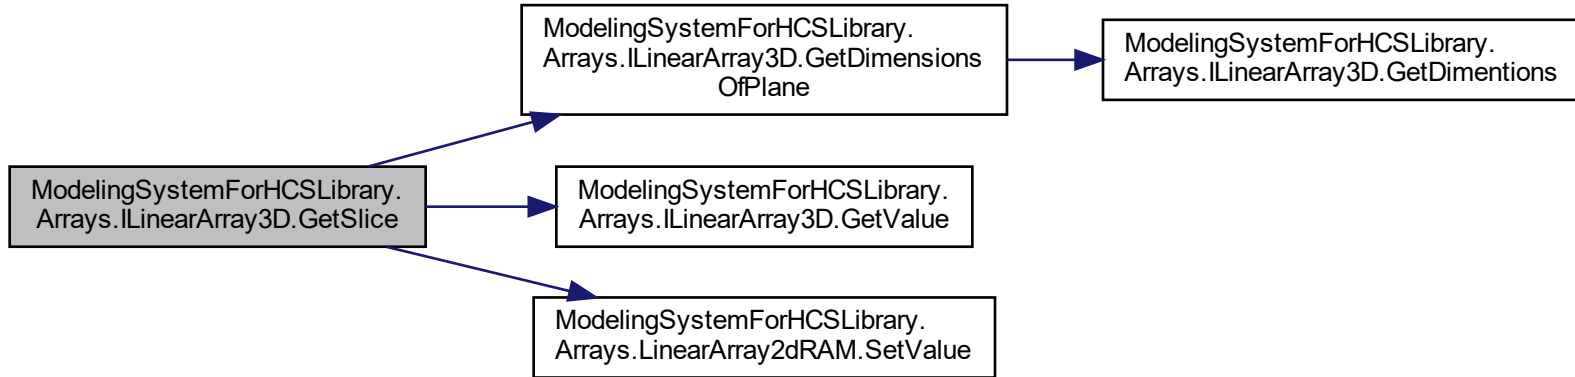 ModelingSystemForHCSLibrary.
Arrays.ILinearArray3D.GetSlice
ModelingSystemForHCSLibrary.
Arrays.ILinearArray3D.GetDimensions
OfPlane
ModelingSystemForHCSLibrary.
Arrays.ILinearArray3D.GetDimentions
ModelingSystemForHCSLibrary.
Arrays.ILinearArray3D.GetValue
ModelingSystemForHCSLibrary.
Arrays.LinearArray2dRAM.SetValue